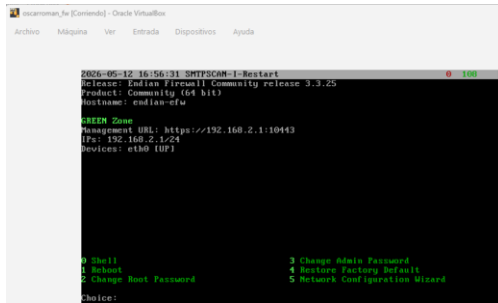 oscarroman_fw [Corriendo] - Oracle VirtualBox
Archivo Máquina Ver Entrada Dispositivos Ayuda
2026-05-12 16:56:31 SMTPSCAN-I-Restart 0 100
Release: Endian Firewall Community release 3.3.25
Product: Community (64 bit)
Hostname: endian-efw
GREEN Zone
Management URL: https://192.168.2.1:10443
IPs: 192.168.2.1/24
Devices: eth0 [UP]
0 Shell 3 Change Admin Password
1 Reboot 4 Restore Factory Default
2 Change Root Password 5 Network Configuration Wizard
Choice: